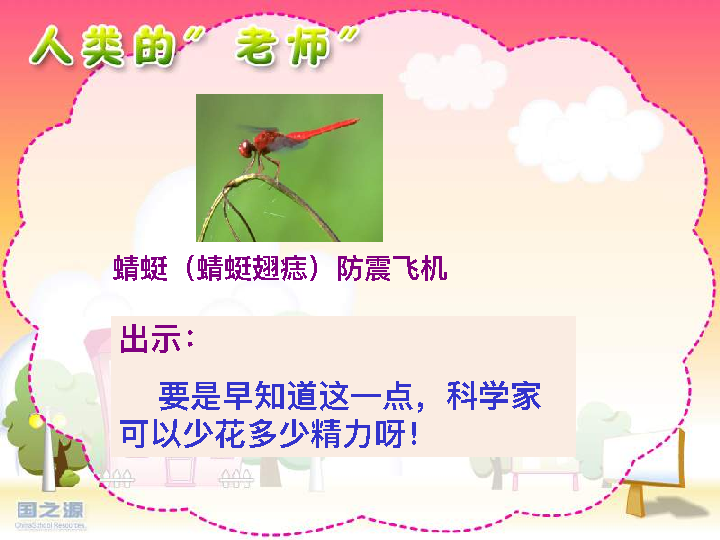 人类的”老师”
蜻蜓（蜻蜓翅痣）防震飞机
出示：
要是早知道这一点，科学家
可以少花多少精力呀！
国之源
ChinaSchool Resources